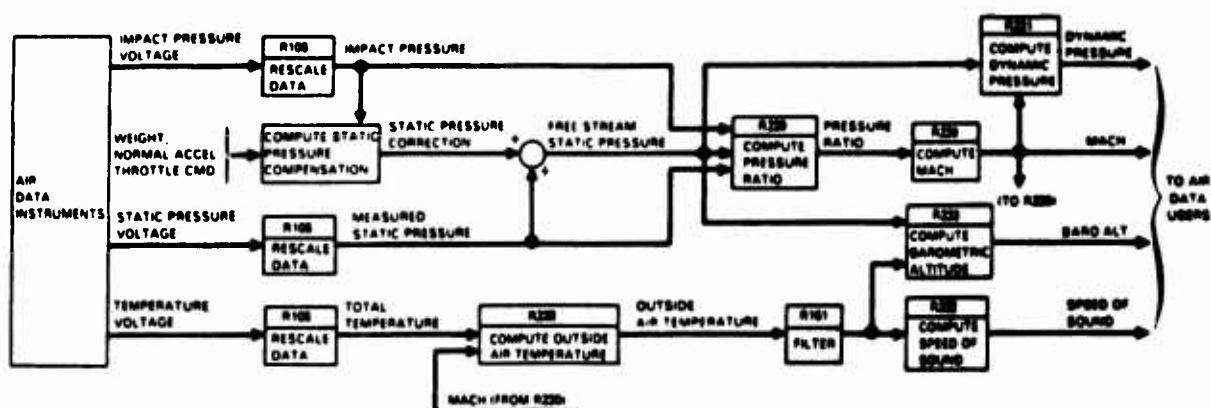 IMPACT PRESSURE
VOLTAGE
RESCALE
DATA
IMPACT PRESSURE
WEIGHT,
NORMAL ACCEL
THROTTLE CMD
COMPUTE STATIC
PRESSURE
COMPENSATION
STATIC PRESSURE
CORRECTION
+
+
FREE STREAM
STATIC PRESSURE
COMPUTE
PRESSURE
RATIO
PRESSURE
RATIO
COMPUTE
MACH
COMPUTE
DYNAMIC
PRESSURE
DYNAMIC
PRESSURE
MACH
AIR
DATA
INSTRUMENTS
STATIC PRESSURE
VOLTAGE
RESCALE
DATA
MEASURED
STATIC PRESSURE
COMPUTE
BAROMETRIC
ALTITUDE
BARO ALT
TO AIR
DATA
USERS
TEMPERATURE
VOLTAGE
RESCALE
DATA
TOTAL
TEMPERATURE
COMPUTE OUTSIDE
AIR TEMPERATURE
OUTSIDE
AIR TEMPERATURE
R161
FILTER
COMPUTE
SPEED OF
SOUND
SPEED OF
SOUND
MACH (FROM